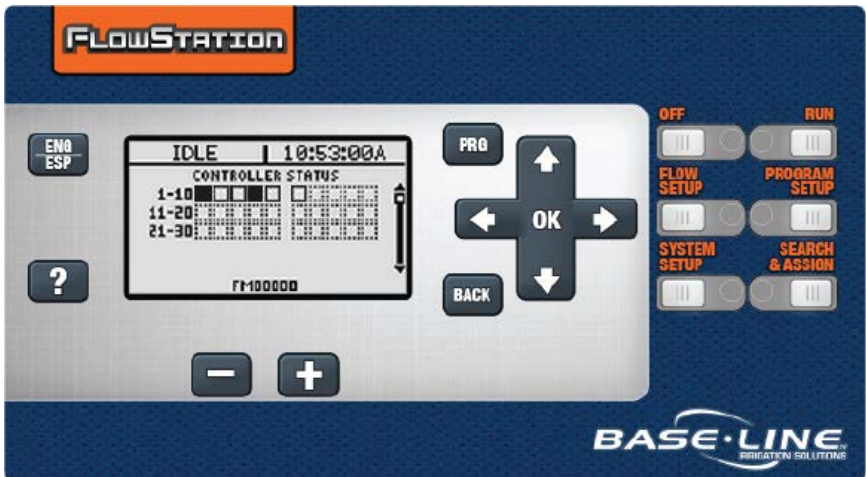 FLOWSTATION
ENG
ESP
IDLE | 10:53:00A
CONTROLLER STATUS
1-10
11-20
21-30
FM00000
?
PRG
OK
BACK
OFF
RUN
FLOW SETUP
PROGRAM SETUP
SYSTEM SETUP
SEARCH & ASSIGN
- +
BASE·LINE
IRRIGATION SOLUTIONS